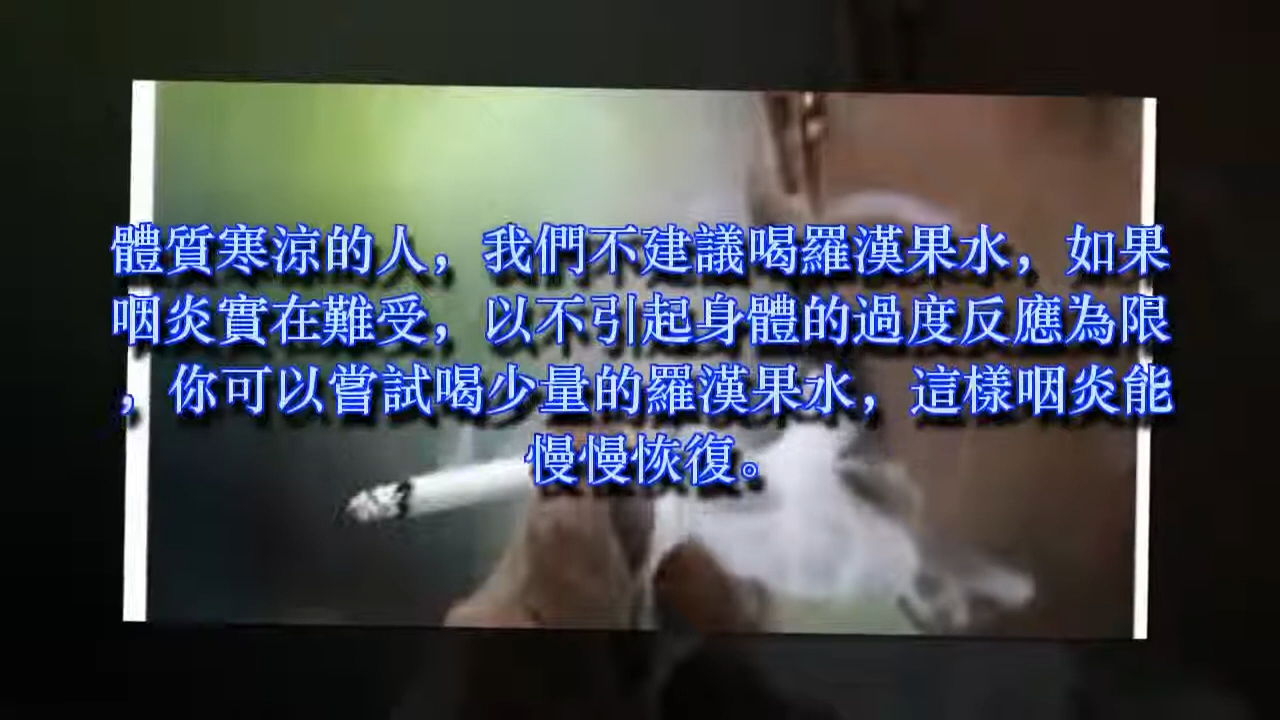 體質寒涼的人，我們不建議喝羅漢果水，如果
咽炎實在難受，以不引起身體的過度反應為限
，你可以嘗試喝少量的羅漢果水，這樣咽炎能
慢慢恢復。